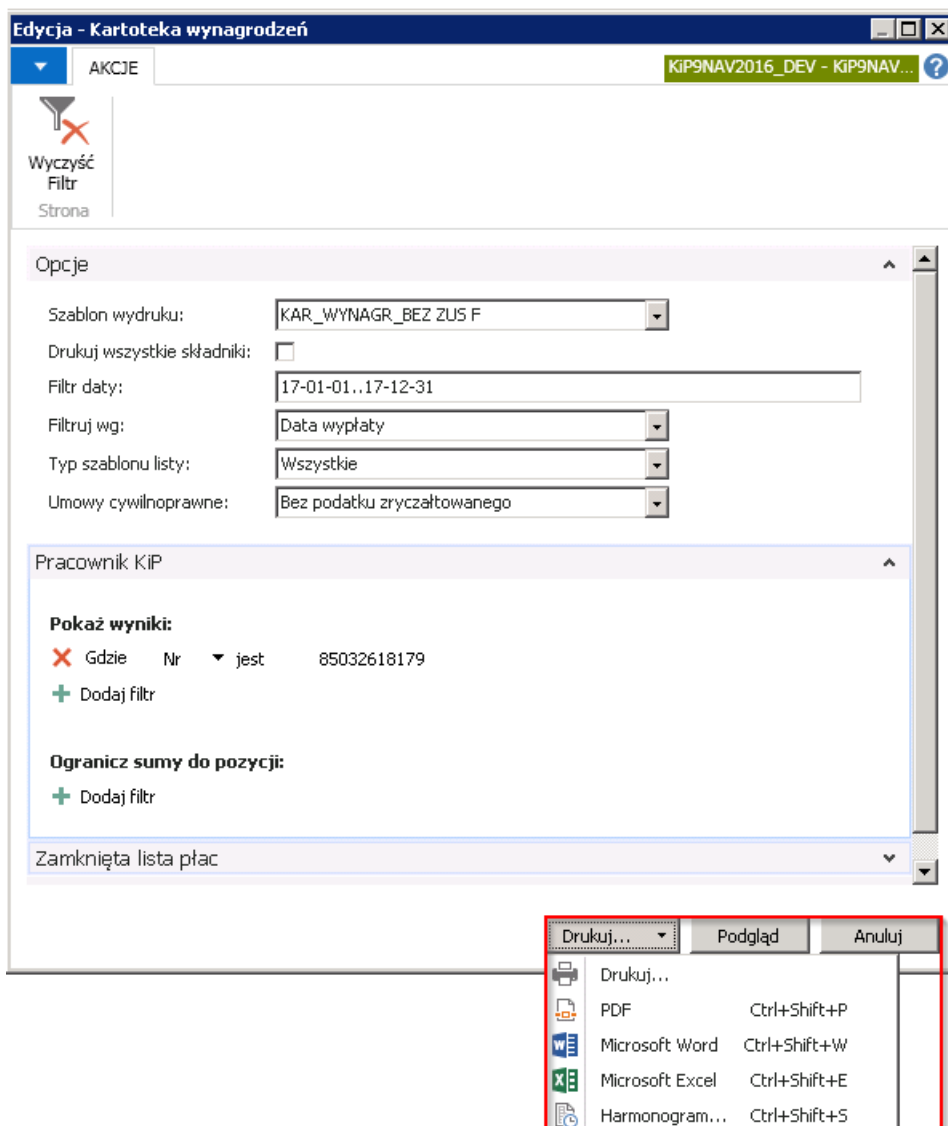 Edycja - Kartoteka wynagrodzeń
AKCJE
KiP9NAV2016_DEV - KiP9NAV...
Wyczyść
Filtr
Strona
Opcje
Szablon wydruku: KAR_WYNAGR_BEZ ZUS F
Drukuj wszystkie składniki:
Filtr daty: 17-01-01..17-12-31
Filtruj wg: Data wypłaty
Typ szablonu listy: Wszystkie
Umowy cywilnoprawne: Bez podatku zryczałtowanego
Pracownik KiP
Pokaż wyniki:
Gdzie Nr jest 85032618179
Dodaj filtr
Ogranicz sumy do pozycji:
Dodaj filtr
Zamknięta lista płac
Drukuj... Podgląd Anuluj
Drukuj...
PDF Ctrl+Shift+P
Microsoft Word Ctrl+Shift+W
Microsoft Excel Ctrl+Shift+E
Harmonogram... Ctrl+Shift+S